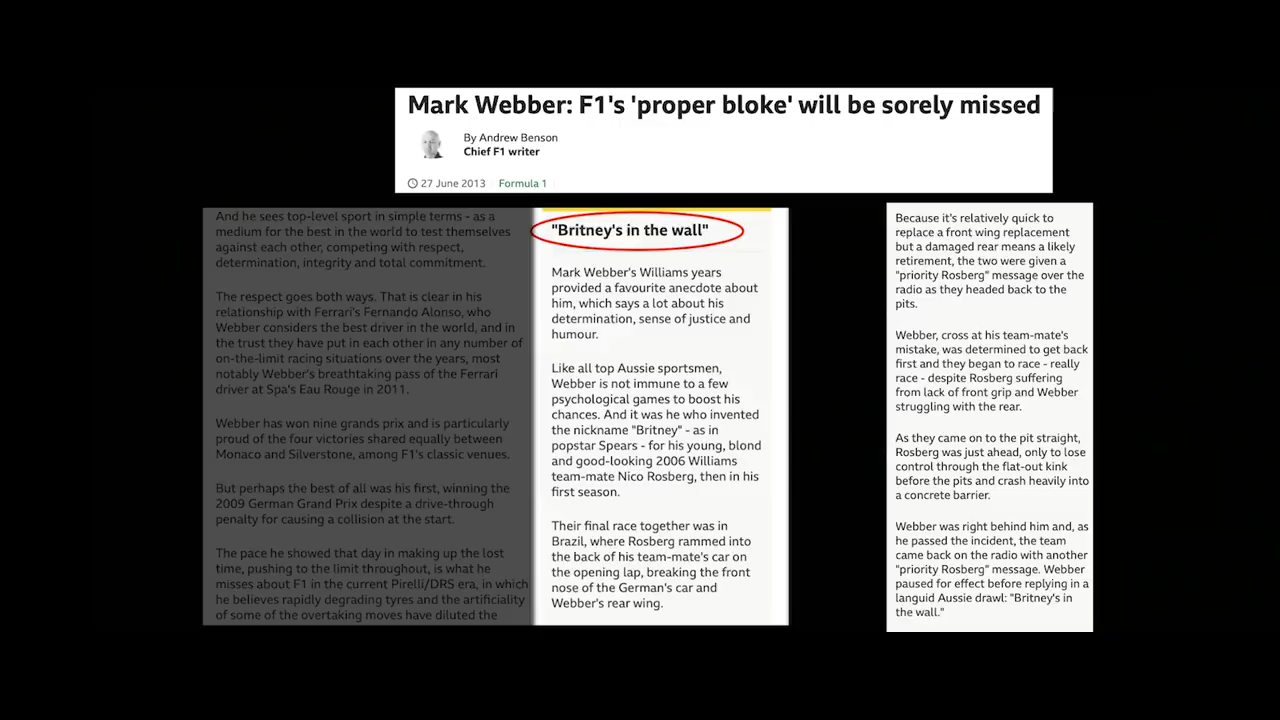 Mark Webber: F1's 'proper bloke' will be sorely missed
By Andrew Benson
Chief F1 writer
27 June 2013
Formula 1
And he sees top-level sport in simple terms - as a
medium for the best in the world to test themselves
against each other, competing with respect,
determination, integrity and total commitment.
The respect goes both ways. That is clear in his
relationship with Ferrari's Fernando Alonso, who
Webber considers the best driver in the world, and in
the trust they have put in each other in any number of
on-the-limit racing situations over the years, most
notably Webber's breathtaking pass of the Ferrari
driver at Spa's Eau Rouge in 2011.
Webber has won nine grands prix and is particularly
proud of the four victories shared equally between
Monaco and Silverstone, among F1's classic venues.
But perhaps the best of all was his first, winning the
2009 German Grand Prix despite a drive-through
penalty for causing a collision at the start.
The pace he showed that day in making up the lost
time, pushing to the limit throughout, is what he
misses about F1 in the current Pirelli/DRS era, in which
he believes rapidly degrading tyres and the artificiality
of some of the overtaking moves have diluted the
"Britney's in the wall"
Mark Webber's Williams years
provided a favourite anecdote about
him, which says a lot about his
determination, sense of justice and
humour.
Like all top Aussie sportsmen,
Webber is not immune to a few
psychological games to boost his
chances. And it was he who invented
the nickname "Britney" - as in
popstar Spears - for his young, blond
and good-looking 2006 Williams
team-mate Nico Rosberg, then in his
first season.
Their final race together was in
Brazil, where Rosberg rammed into
the back of his team-mate's car on
the opening lap, breaking the front
nose of the German's car and
Webber's rear wing.
Because it's relatively quick to
replace a front wing replacement
but a damaged rear means a likely
retirement, the two were given a
"priority Rosberg" message over the
radio as they headed back to the
pits.
Webber, cross at his team-mate's
mistake, was determined to get back
first and they began to race - really
race - despite Rosberg suffering
from lack of front grip and Webber
struggling with the rear.
As they came on to the pit straight,
Rosberg was just ahead, only to lose
control through the flat-out kink
before the pits and crash heavily into
a concrete barrier.
Webber was right behind him and, as
he passed the incident, the team
came back on the radio with another
"priority Rosberg" message. Webber
paused for effect before replying in a
languid Aussie drawl: "Britney's in
the wall."